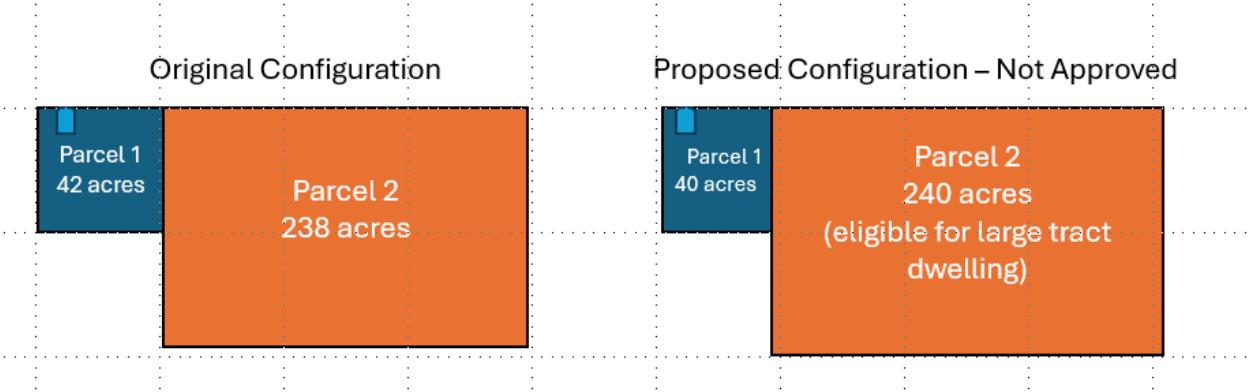 Original Configuration
Parcel 1
42 acres
Parcel 2
238 acres
Proposed Configuration – Not Approved
Parcel 1
40 acres
Parcel 2
240 acres
(eligible for large tract
dwelling)